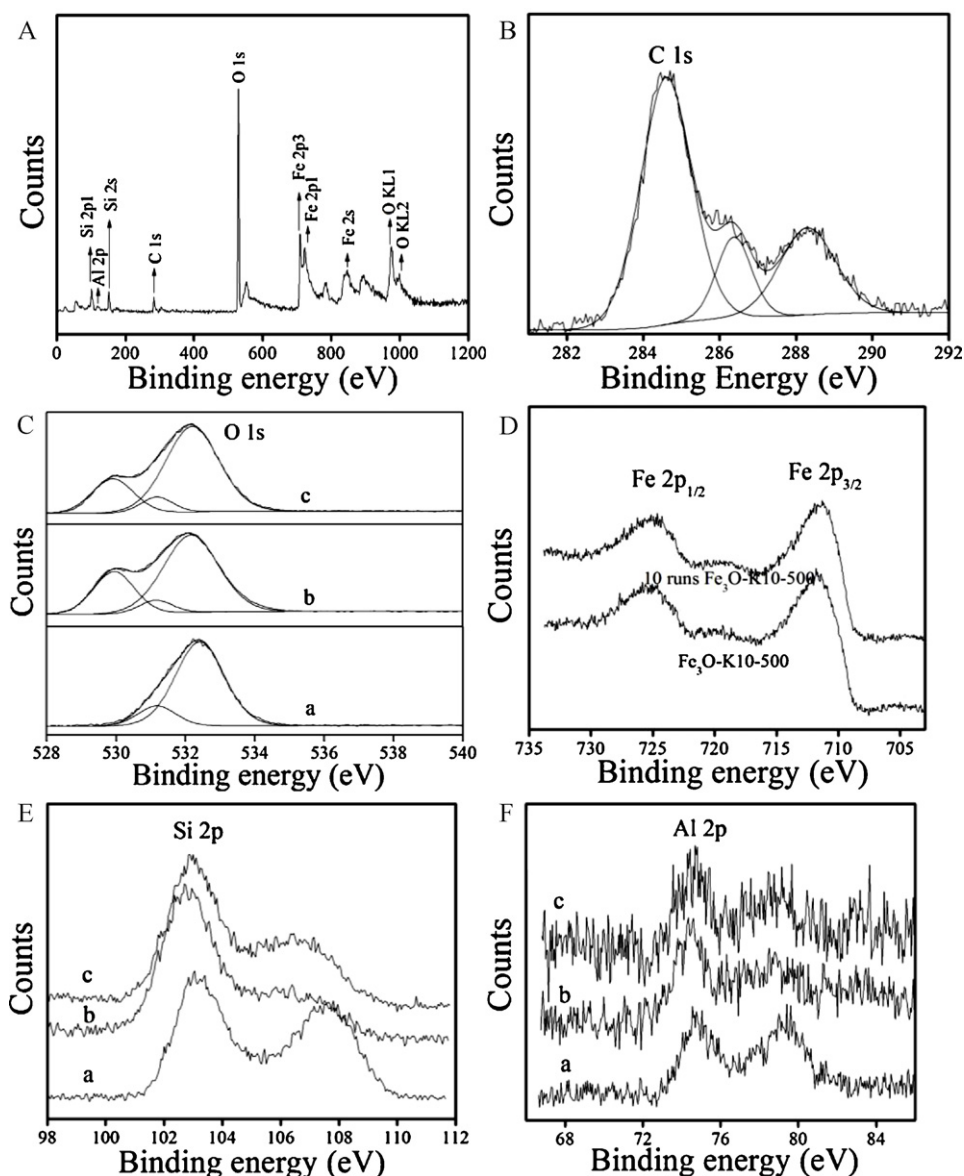 A
Counts
Si 2p1
Al 2p
Si 2s
C 1s
O 1s
Fe 2p3
Fe 2p1
Fe 2s
O KL1
O KL2
0 200 400 600 800 1000 1200
Binding energy (eV)
B
C 1s
Counts
282 284 286 288 290 292
Binding Energy (eV)
C
O 1s
c
b
a
Counts
528 530 532 534 536 538 540
Binding energy (eV)
D
Fe 2p1/2
Fe 2p3/2
10 runs Fe3O-K10-500
Fe3O-K10-500
Counts
735 730 725 720 715 710 705
Binding energy (eV)
E
Si 2p
c
b
a
Counts
98 100 102 104 106 108 110 112
Binding energy (eV)
F
Al 2p
c
b
a
Counts
68 72 76 80 84
Binding energy (eV)